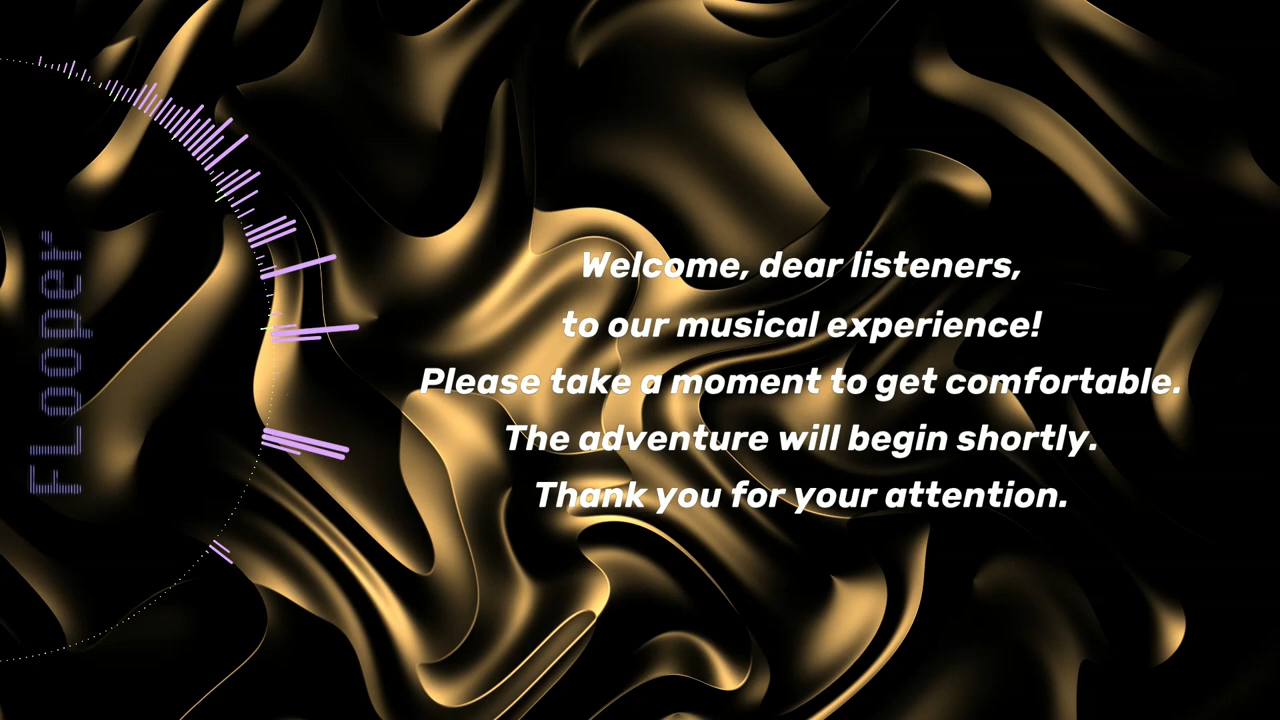 FLooper
Welcome, dear listeners,
to our musical experience!
Please take a moment to get comfortable.
The adventure will begin shortly.
Thank you for your attention.